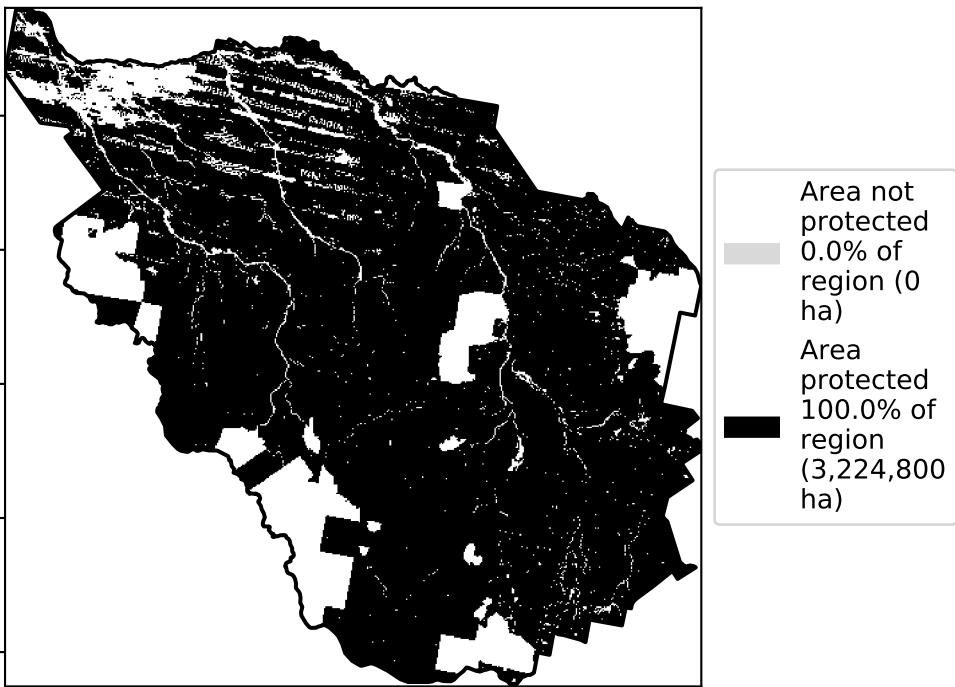 Area not
protected
0.0% of
region (0
ha)
Area
protected
100.0% of
region
(3,224,800
ha)